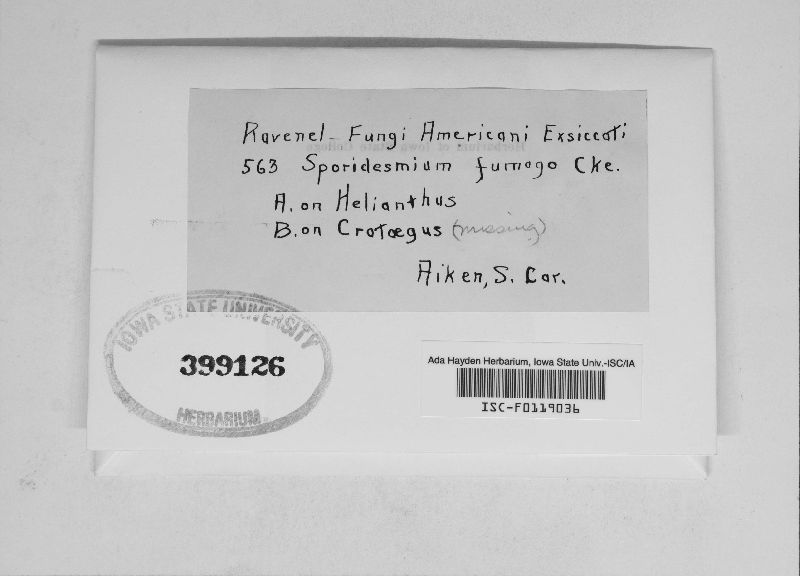 Ravenel - Fungi Americani Exsiccati
563 Sporidesmium fumago Cke.
A. on Helianthus
B. on Cratægus (missing)
Aiken, S. Car.
IOWA STATE UNIVERSITY
399126
HERBARIUM
Ada Hayden Herbarium, Iowa State Univ.-ISC/IA
ISC-F0119036